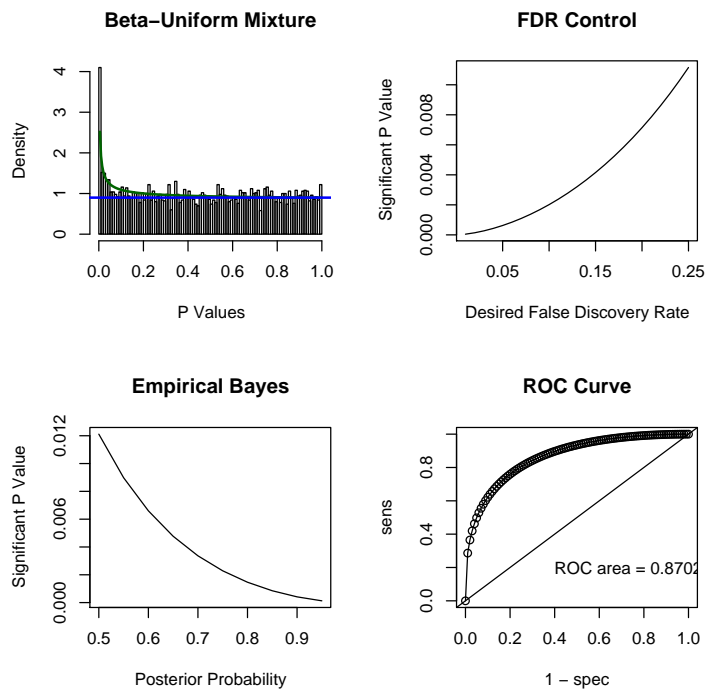 Beta−Uniform Mixture
Density
0 1 2 3 4
0.0 0.2 0.4 0.6 0.8 1.0
P Values
FDR Control
Significant P Value
0.000 0.004 0.008
0.05 0.15 0.25
Desired False Discovery Rate
Empirical Bayes
Significant P Value
0.000 0.006 0.012
0.5 0.6 0.7 0.8 0.9
Posterior Probability
ROC Curve
sens
0.0 0.4 0.8
ROC area = 0.8702
0.0 0.2 0.4 0.6 0.8 1.0
1 − spec